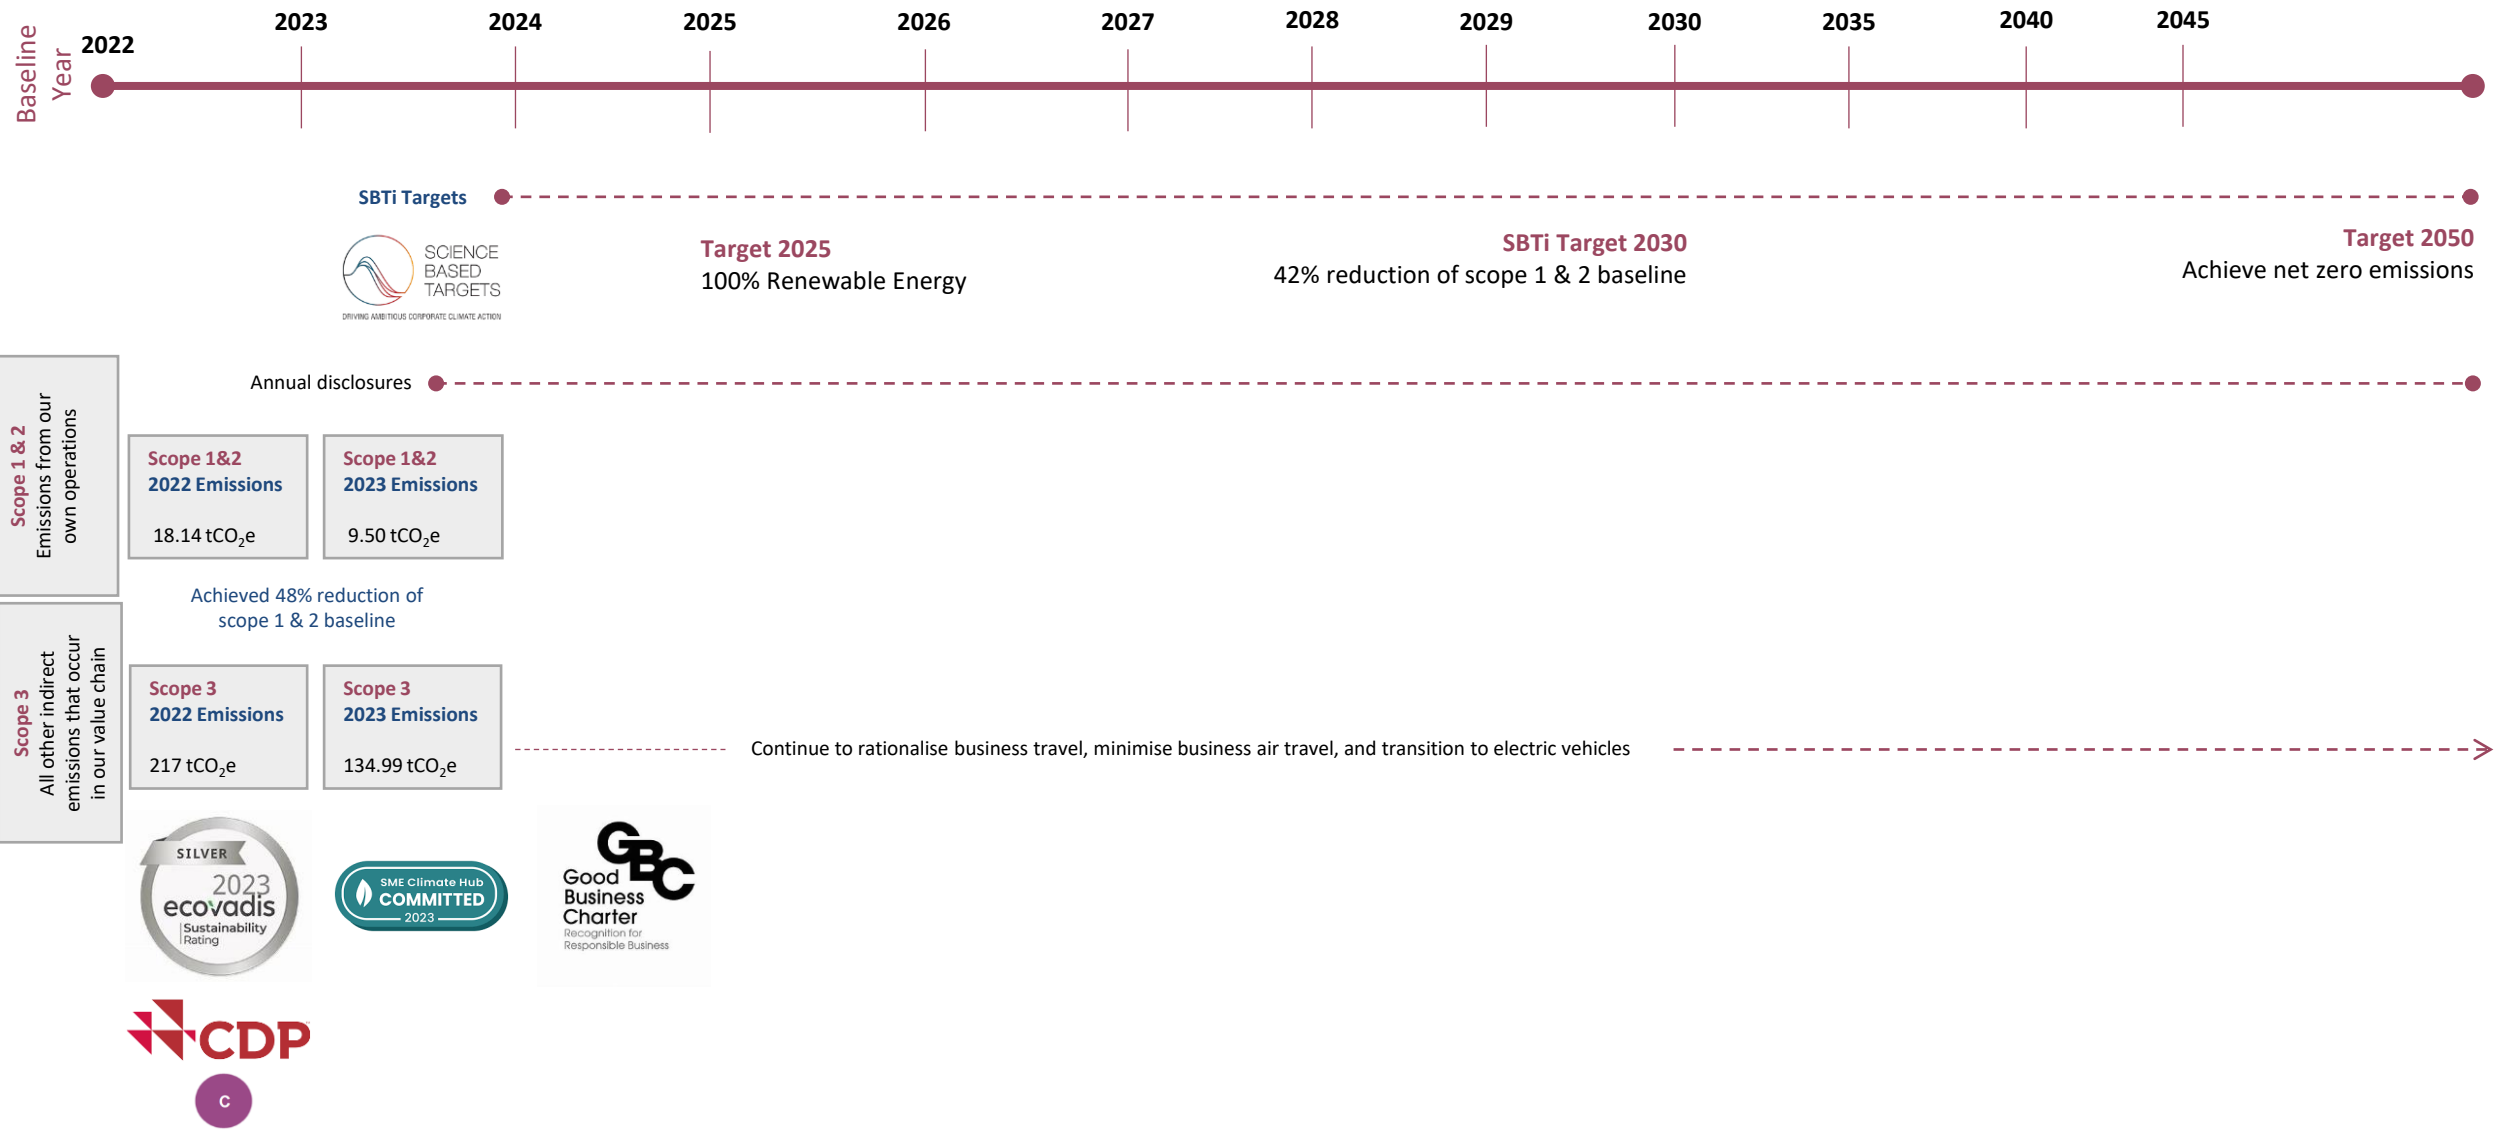 Baseline
Year
2022
2023
2024
2025
2026
2027
2028
2029
2030
2035
2040
2045
SBTi Targets
SCIENCE
BASED
TARGETS
DRIVING AMBITIOUS CORPORATE CLIMATE ACTION
Target 2025
100% Renewable Energy
SBTi Target 2030
42% reduction of scope 1 & 2 baseline
Target 2050
Achieve net zero emissions
Annual disclosures
Scope 1 & 2
Emissions from our
own operations
Scope 1&2
2022 Emissions
18.14 tCO₂e
Scope 1&2
2023 Emissions
9.50 tCO₂e
Achieved 48% reduction of
scope 1 & 2 baseline
Scope 3
All other indirect
emissions that occur
in our value chain
Scope 3
2022 Emissions
217 tCO₂e
Scope 3
2023 Emissions
134.99 tCO₂e
Continue to rationalise business travel, minimise business air travel, and transition to electric vehicles
SILVER
2023
ecovadis
Sustainability
Rating
SME Climate Hub
COMMITTED
2023
GBC
Good
Business
Charter
Recognition for
Responsible Business
CDP
C